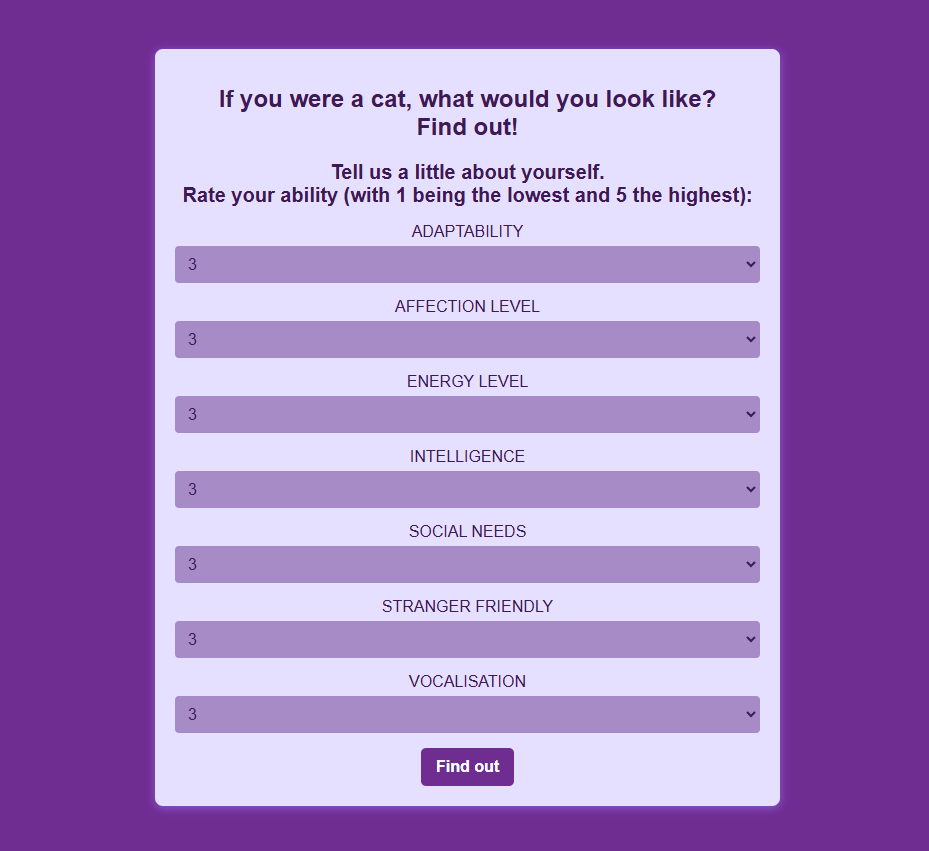 If you were a cat, what would you look like?
Find out!
Tell us a little about yourself.
Rate your ability (with 1 being the lowest and 5 the highest):
ADAPTABILITY
3
AFFECTION LEVEL
3
ENERGY LEVEL
3
INTELLIGENCE
3
SOCIAL NEEDS
3
STRANGER FRIENDLY
3
VOCALISATION
3
Find out